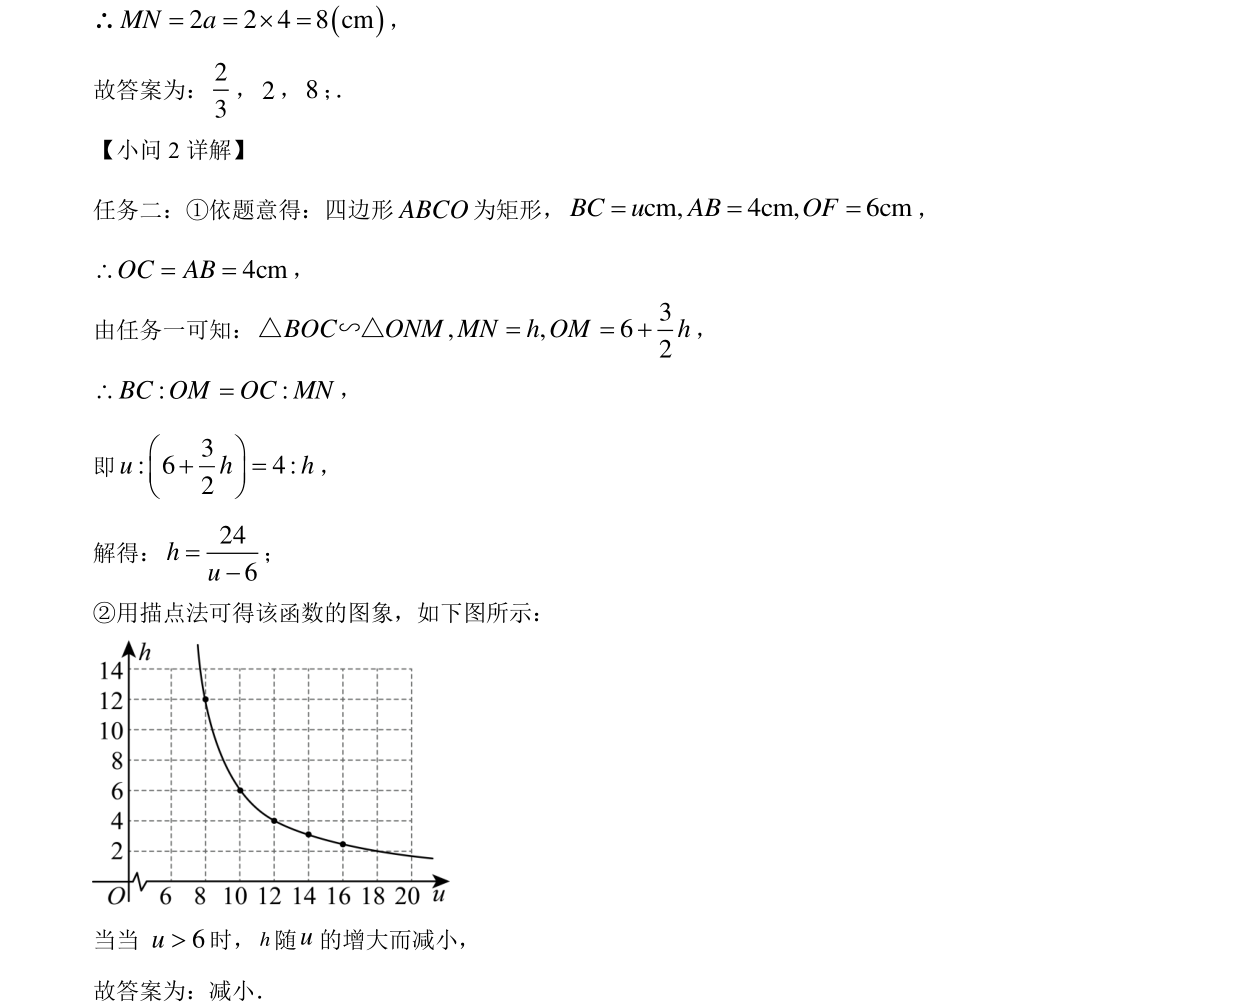 ∴ MN = 2a = 2×4 = 8(cm)，
故答案为：2/3，2，8；.
【小问 2 详解】
任务二：①依题意得：四边形 ABCO 为矩形， BC = ucm, AB = 4cm, OF = 6cm，
∴OC = AB = 4cm，
由任务一可知：△BOC∽△ONM , MN = h, OM = 6 + 3/2 h，
∴ BC : OM = OC : MN，
即 u : (6 + 3/2 h) = 4 : h，
解得： h = 24/(u − 6)；
②用描点法可得该函数的图象，如下图所示：
h
14
12
10
8
6
4
2
O 6 8 10 12 14 16 18 20 u
当当 u > 6 时， h 随 u 的增大而减小，
故答案为：减小．